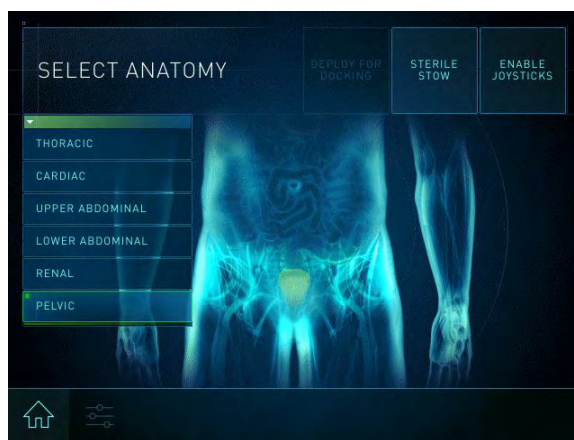 SELECT ANATOMY
DEPLOY FOR
DOCKING
STERILE
STOW
ENABLE
JOYSTICKS
THORACIC
CARDIAC
UPPER ABDOMINAL
LOWER ABDOMINAL
RENAL
PELVIC